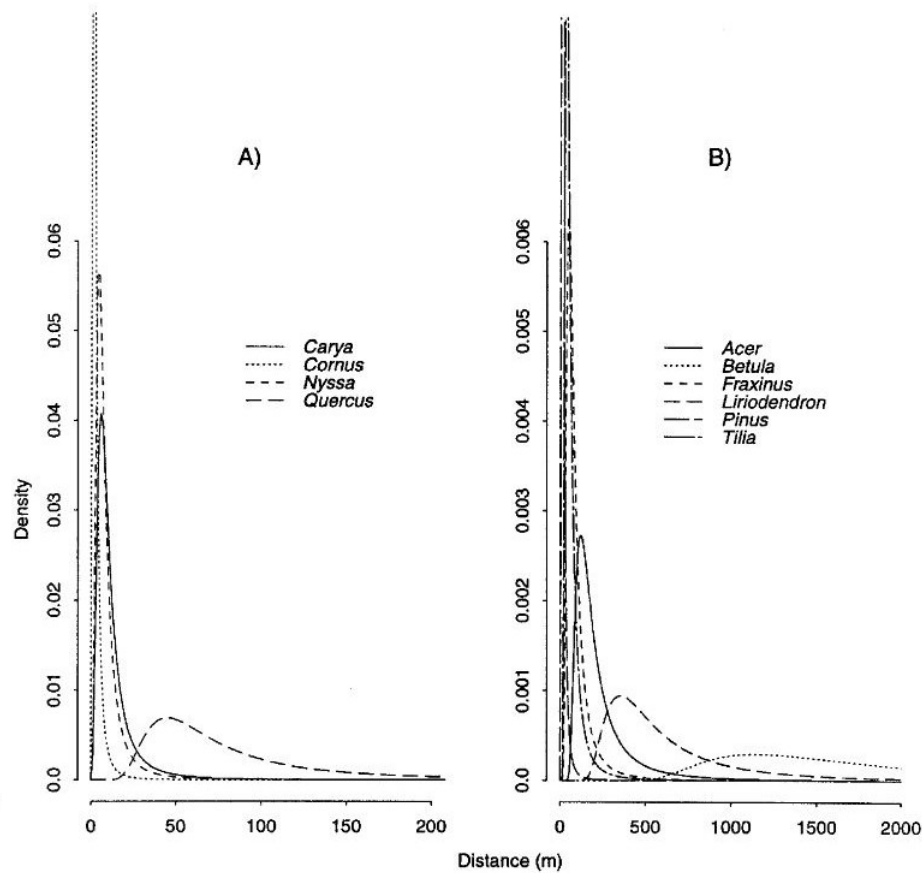 A)
B)
Density
0.0
0.01
0.02
0.03
0.04
0.05
0.06
Carya
Cornus
Nyssa
Quercus
0
50
100
150
200
0.0
0.001
0.002
0.003
0.004
0.005
0.006
Acer
Betula
Fraxinus
Liriodendron
Pinus
Tilia
0
500
1000
1500
2000
Distance (m)